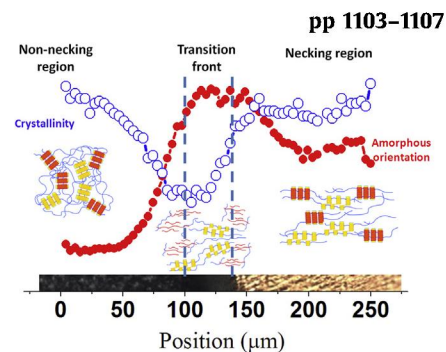 pp 1103-1107
Non-necking
region
Transition
front
Necking region
Crystallinity
Amorphous
orientation
0
50
100
150
200
250
Position (μm)